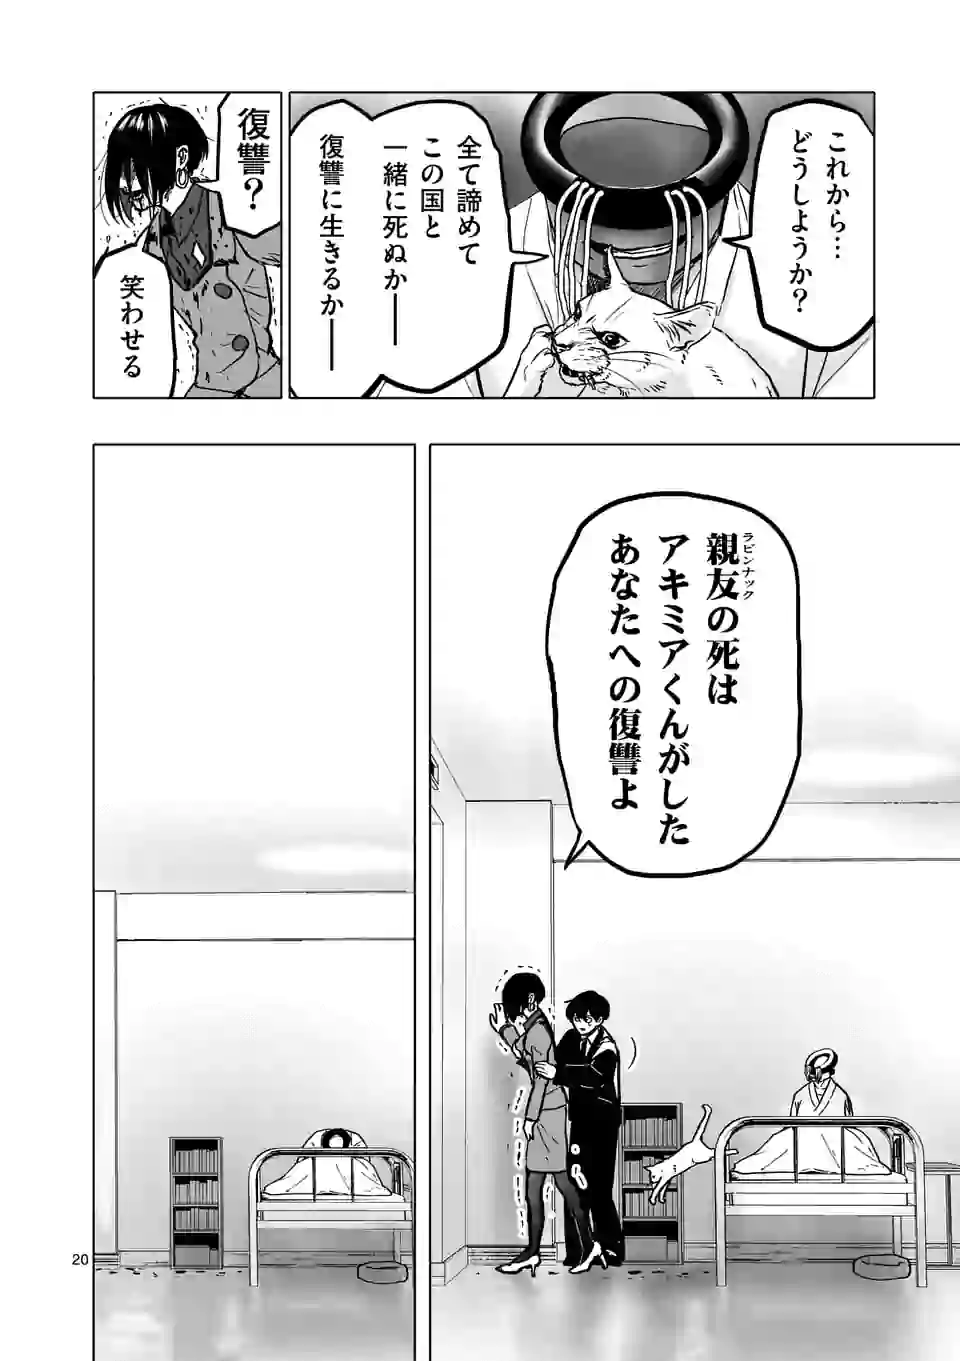 これから…
どうしようか？
全て諦めて
この国と
一緒に死ぬか――
復讐に生きるか――
復讐？
笑わせる
親友の死は
ラビンナック
アキミアくんがした
あなたへの復讐よ
20